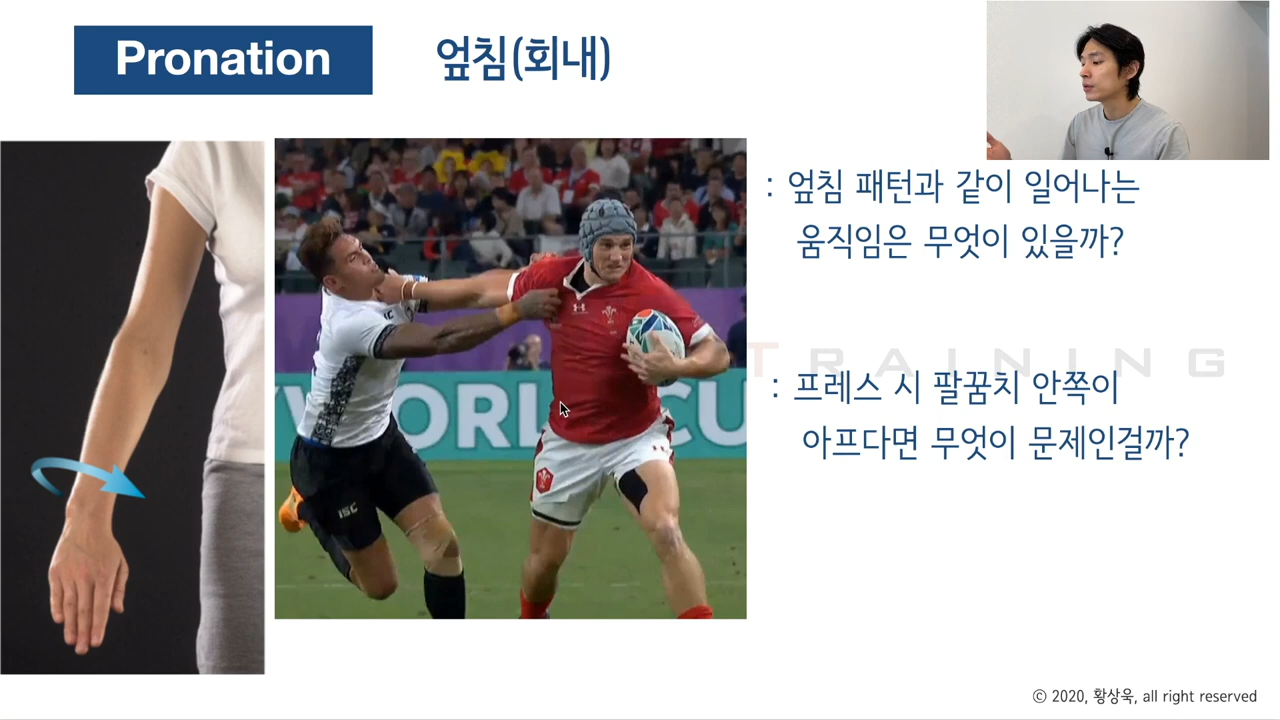 Pronation
엎침(회내)
: 엎침 패턴과 같이 일어나는
움직임은 무엇이 있을까?
TRAINING
: 프레스 시 팔꿈치 안쪽이
아프다면 무엇이 문제인걸까?
WORL CU
ISC
© 2020, 황상욱, all right reserved